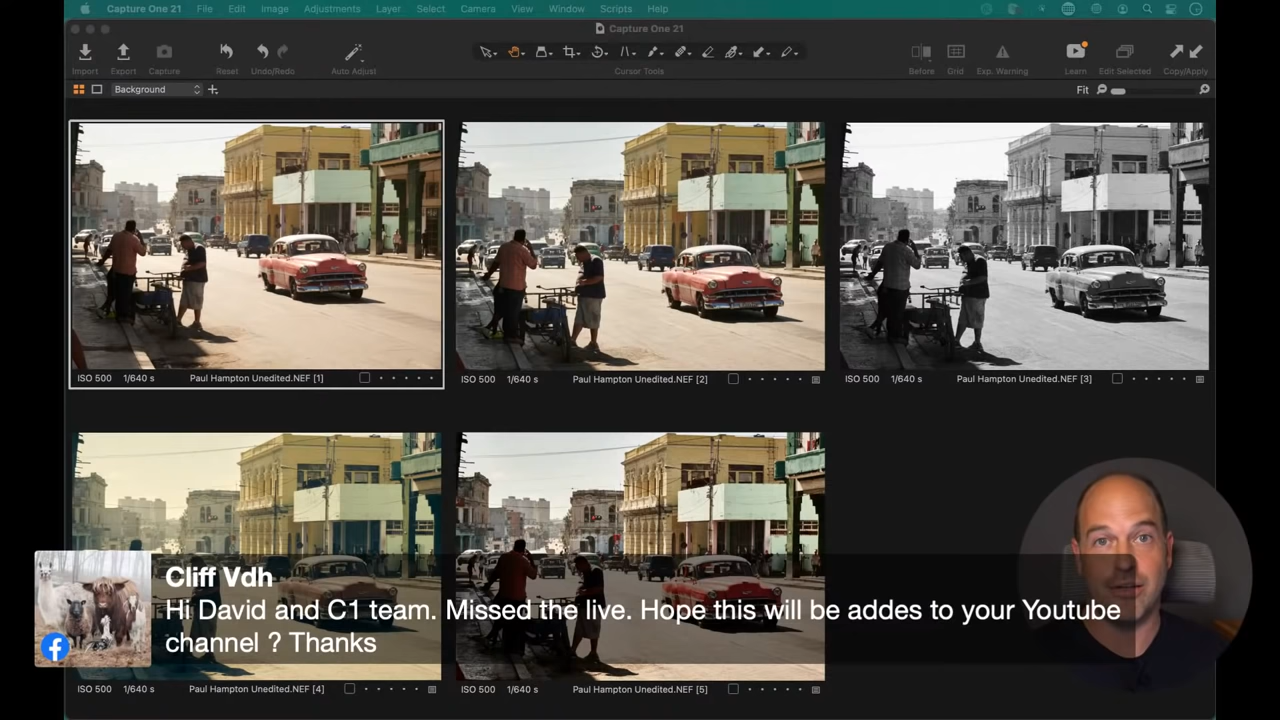 Capture One 21 File Edit Image Adjustments Layer Select Camera View Window Scripts Help
Capture One 21
Import Export Capture Reset Undo/Redo Auto Adjust Cursor Tools Before Grid Exp. Warning Learn Edit Selected Copy/Apply
Background Fit
ISO 500 1/640 s Paul Hampton Unedited.NEF [1]
ISO 500 1/640 s Paul Hampton Unedited.NEF [2]
ISO 500 1/640 s Paul Hampton Unedited.NEF [3]
Cliff Vdh
Hi David and C1 team. Missed the live. Hope this will be addes to your Youtube
channel ? Thanks
ISO 500 1/640 s Paul Hampton Unedited.NEF [4]
ISO 500 1/640 s Paul Hampton Unedited.NEF [5]